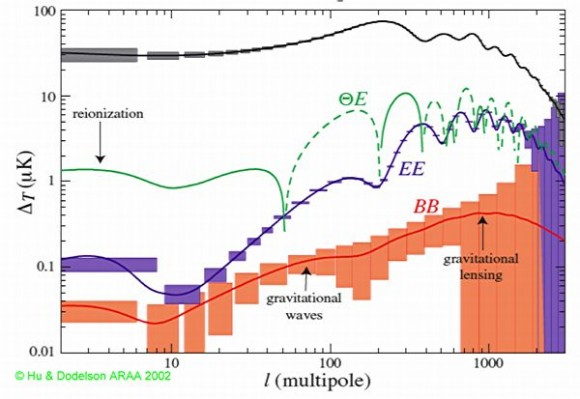 100
10
1
0.1
0.01
ΔT (μK)
reionization
ΘE
EE
BB
gravitational
waves
gravitational
lensing
10
100
1000
l (multipole)
© Hu & Dodelson ARAA 2002